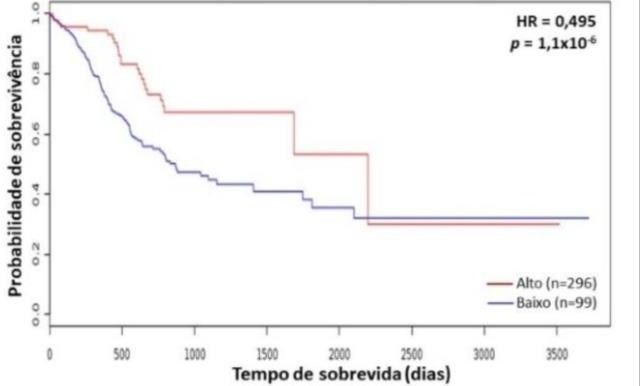 HR = 0,495
p = 1,1x10⁻⁶
Probabilidade de sobrevivência
1.0
0.8
0.6
0.4
0.2
0.0
Alto (n=296)
Baixo (n=99)
0 500 1000 1500 2000 2500 3000 3500
Tempo de sobrevida (dias)